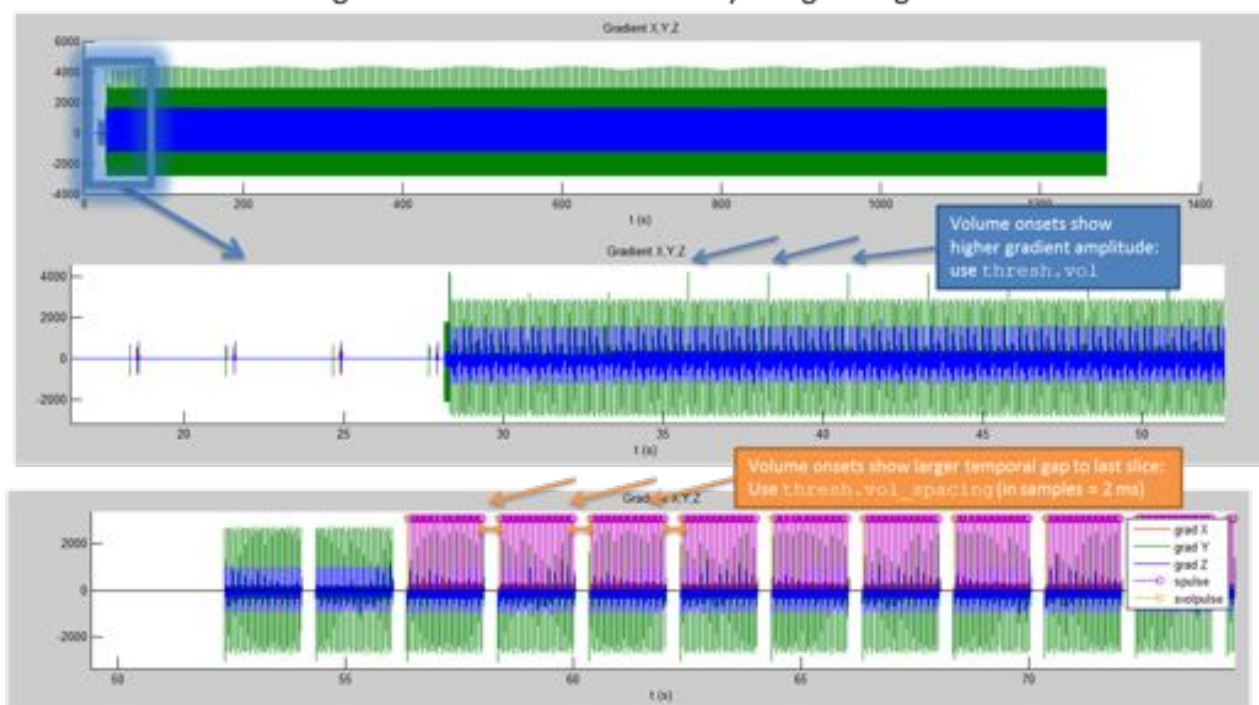 Gradient X,Y,Z
6000
4000
2000
0
-2000
-4000
0 200 400 600 800 1000 1200 1400
t (s)
Volume onsets show
higher gradient amplitude:
use thresh.vol
Gradient X,Y,Z
4000
2000
0
-2000
20 25 30 35 40 45 50
t (s)
Volume onsets show larger temporal gap to last slice:
Use thresh.vol_spacing (in samples = 2 ms)
X,Y,Z
2000
0
-2000
grad X
grad Y
grad Z
spulse
svolpulse
50 55 60 65 70
t (s)